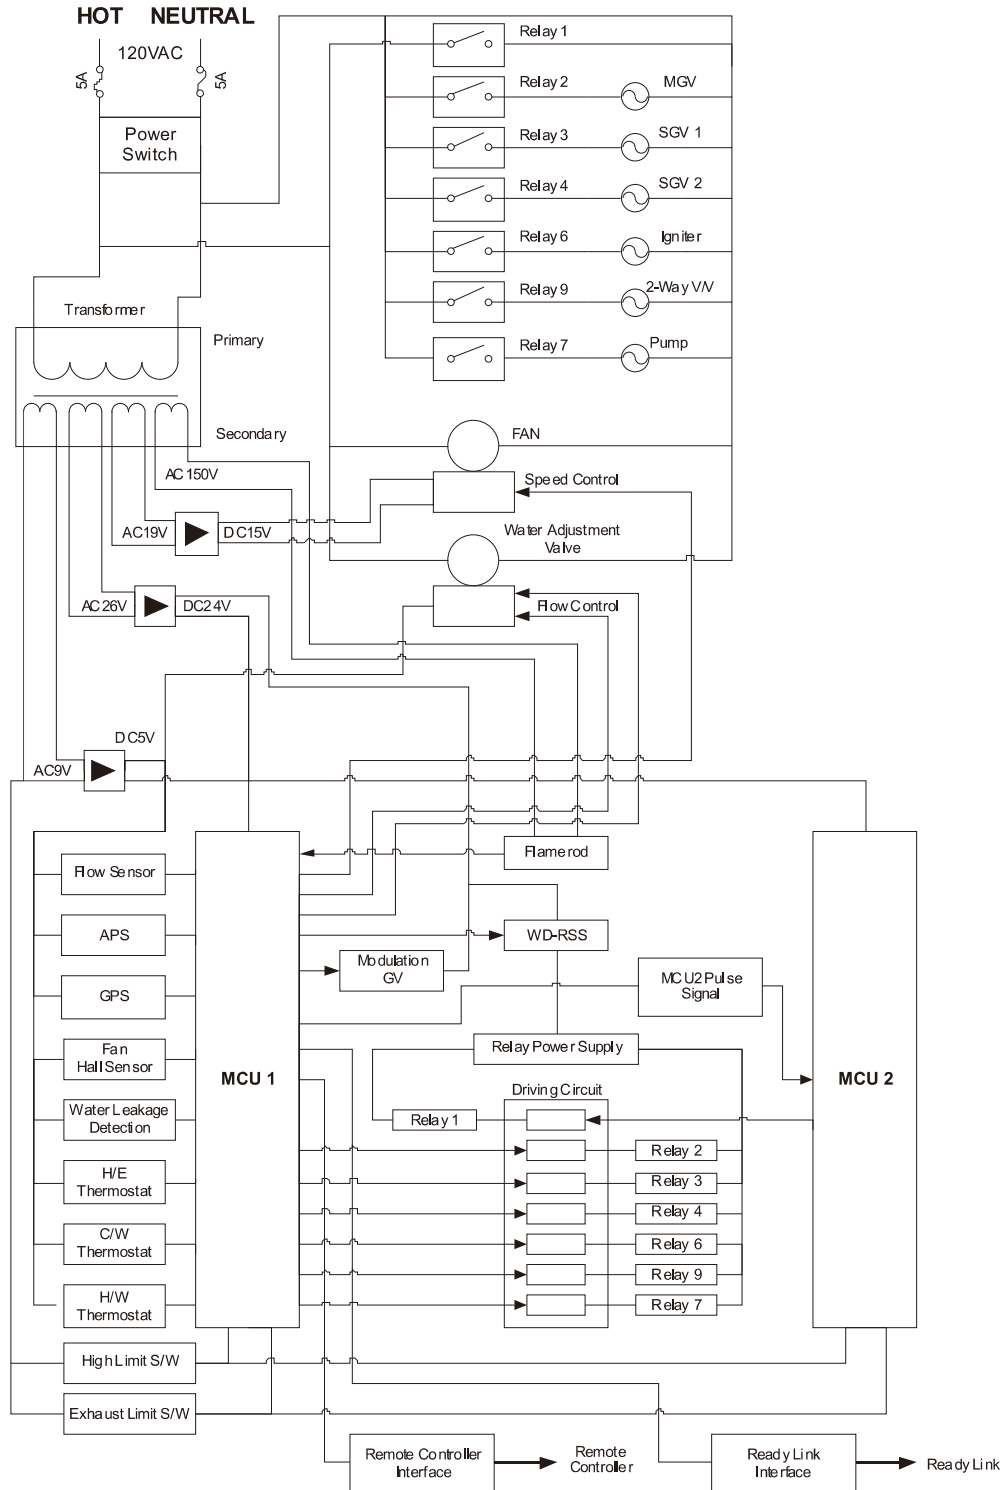 HOT NEUTRAL
120VAC
5A
5A
Power
Switch
Relay 1
Relay 2
MGV
Relay 3
SGV 1
Relay 4
SGV 2
Relay 6
Igniter
Relay 9
2-Way V/V
Relay 7
Pump
Transformer
Primary
Secondary
FAN
AC 150V
Speed Control
AC19V
DC15V
Water Adjustment
Valve
AC 26V
DC24V
Flow Control
DC5V
AC9V
Flamerod
Flow Sensor
APS
WD-RSS
Modulation
GV
GPS
MCU2 Pulse
Signal
Fan
Hall Sensor
Relay Power Supply
MCU 1
MCU 2
Driving Circuit
Water Leakage
Detection
Relay 1
Relay 2
H/E
Thermostat
Relay 3
Relay 4
C/W
Thermostat
Relay 6
Relay 9
H/W
Thermostat
Relay 7
High Limit S/W
Exhaust Limit S/W
Remote Controller
Interface
Remote
Controller
Ready Link
Interface
Ready Link